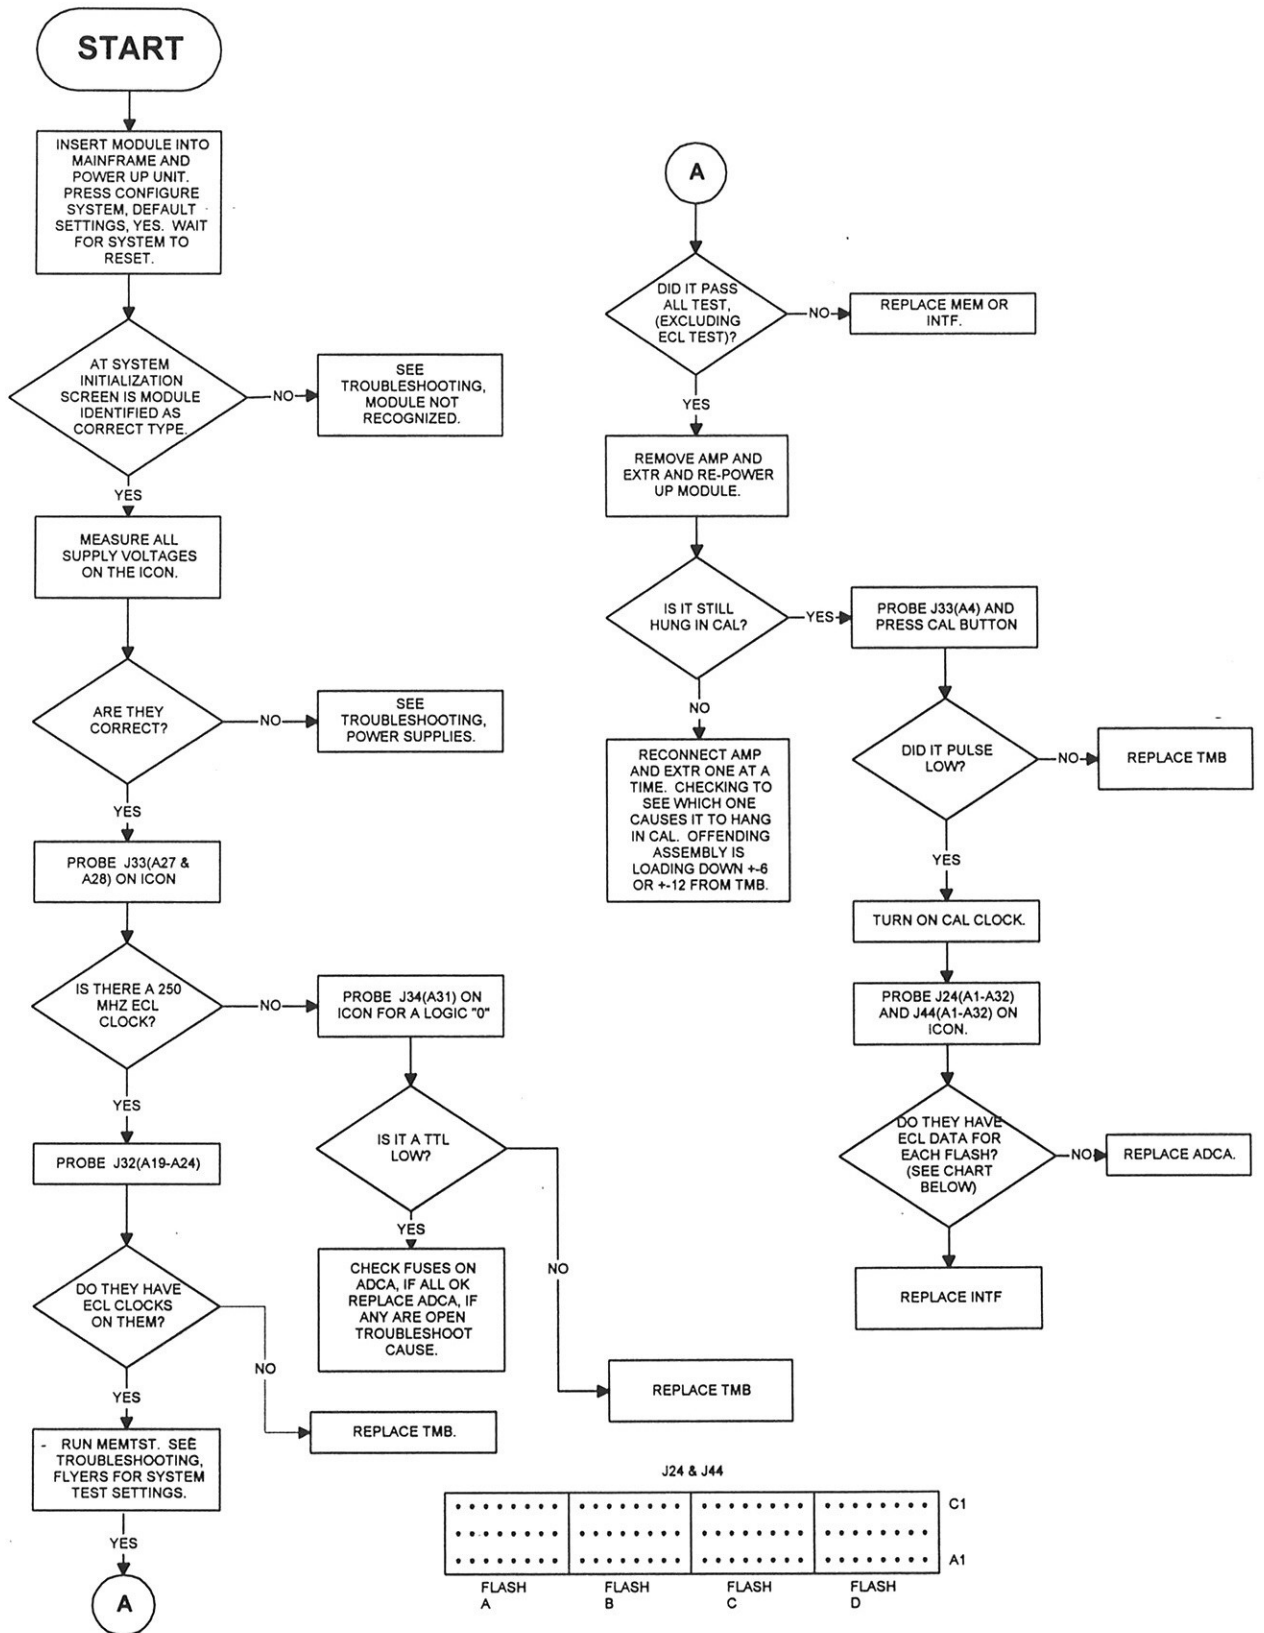 START
INSERT MODULE INTO
MAINFRAME AND
POWER UP UNIT.
PRESS CONFIGURE
SYSTEM, DEFAULT
SETTINGS, YES. WAIT
FOR SYSTEM TO
RESET.
AT SYSTEM
INITIALIZATION
SCREEN IS MODULE
IDENTIFIED AS
CORRECT TYPE.
NO
SEE
TROUBLESHOOTING,
MODULE NOT
RECOGNIZED.
YES
MEASURE ALL
SUPPLY VOLTAGES
ON THE ICON.
ARE THEY
CORRECT?
NO
SEE
TROUBLESHOOTING,
POWER SUPPLIES.
YES
PROBE J33(A27 &
A28) ON ICON
IS THERE A 250
MHZ ECL
CLOCK?
NO
PROBE J34(A31) ON
ICON FOR A LOGIC "0"
IS IT A TTL
LOW?
YES
CHECK FUSES ON
ADCA, IF ALL OK
REPLACE ADCA, IF
ANY ARE OPEN
TROUBLESHOOT
CAUSE.
NO
REPLACE TMB
YES
PROBE J32(A19-A24)
DO THEY HAVE
ECL CLOCKS
ON THEM?
NO
REPLACE TMB.
YES
RUN MEMTST. SEE
TROUBLESHOOTING,
FLYERS FOR SYSTEM
TEST SETTINGS.
YES
A
A
DID IT PASS
ALL TEST,
(EXCLUDING
ECL TEST)?
NO
REPLACE MEM OR
INTF.
YES
REMOVE AMP AND
EXTR AND RE-POWER
UP MODULE.
IS IT STILL
HUNG IN CAL?
NO
RECONNECT AMP
AND EXTR ONE AT A
TIME. CHECKING TO
SEE WHICH ONE
CAUSES IT TO HANG
IN CAL. OFFENDING
ASSEMBLY IS
LOADING DOWN +-6
OR +-12 FROM TMB.
YES
PROBE J33(A4) AND
PRESS CAL BUTTON
DID IT PULSE
LOW?
NO
REPLACE TMB
YES
TURN ON CAL CLOCK.
PROBE J24(A1-A32)
AND J44(A1-A32) ON
ICON.
DO THEY HAVE
ECL DATA FOR
EACH FLASH?
(SEE CHART
BELOW)
NO
REPLACE ADCA.
REPLACE INTF
J24 & J44
C1
A1
FLASH
A
FLASH
B
FLASH
C
FLASH
D